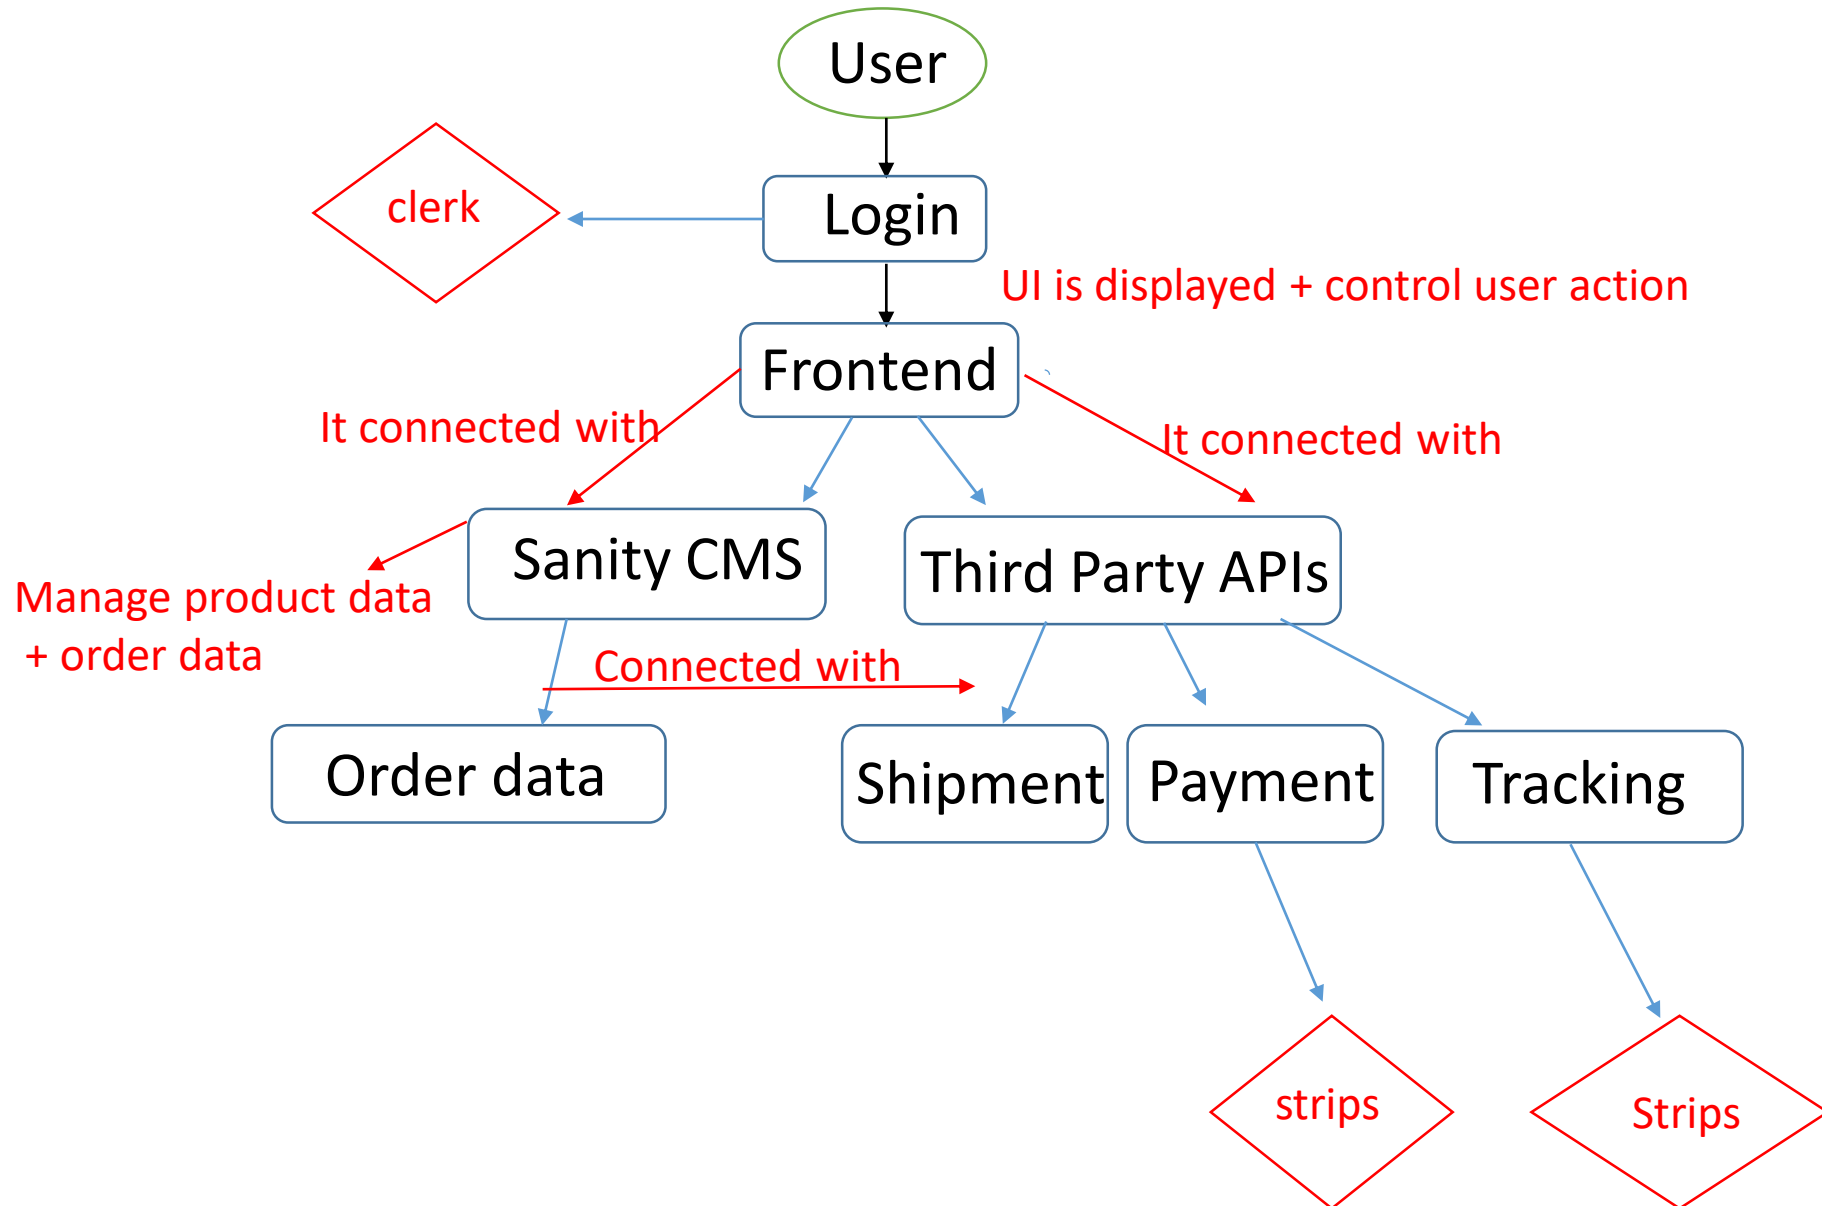 User
clerk
Login
UI is displayed + control user action
Frontend
It connected with
It connected with
Sanity CMS
Third Party APIs
Manage product data
+ order data
Connected with
Order data
Shipment
Payment
Tracking
strips
Strips